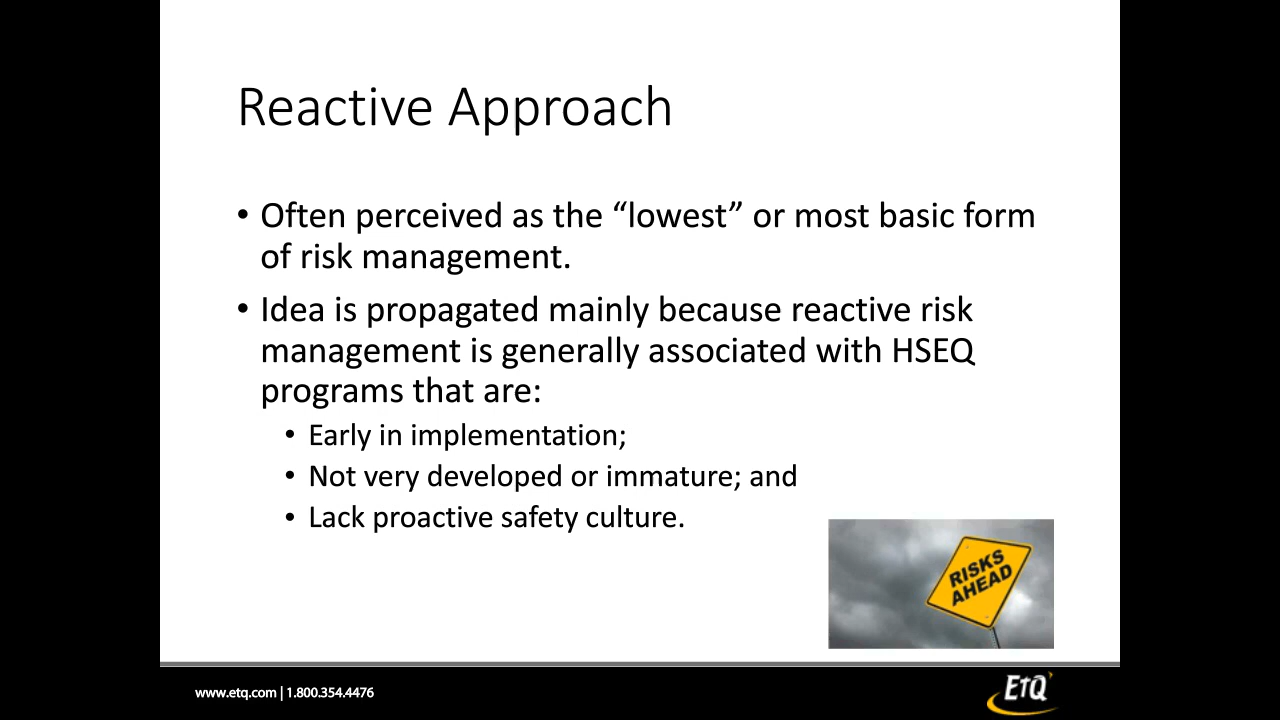 Reactive Approach
• Often perceived as the “lowest” or most basic form
of risk management.
• Idea is propagated mainly because reactive risk
management is generally associated with HSEQ
programs that are:
• Early in implementation;
• Not very developed or immature; and
• Lack proactive safety culture.
RISKS
AHEAD
www.etq.com | 1.800.354.4476
EtQ